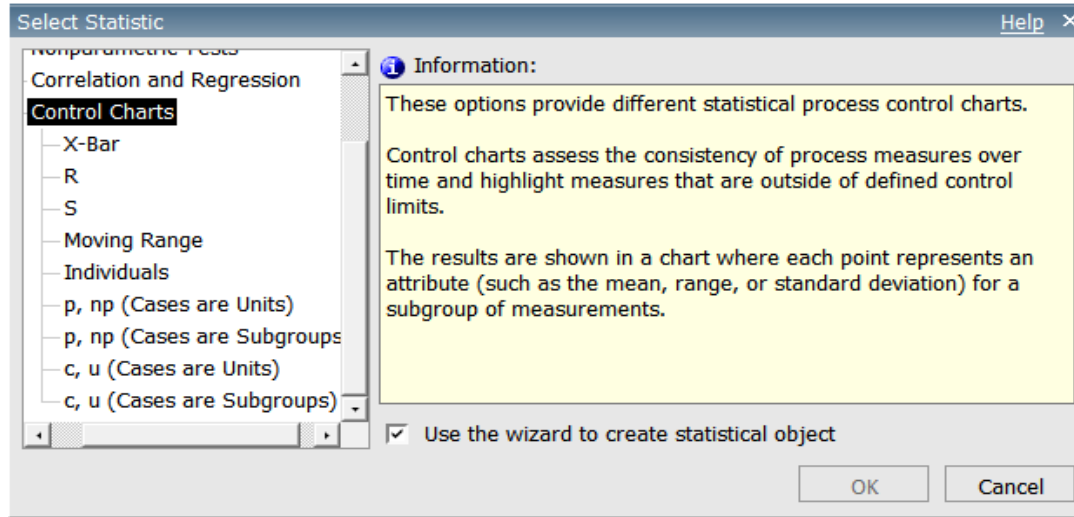 Select Statistic
Help
Nonparametric Tests
Correlation and Regression
Control Charts
X-Bar
R
S
Moving Range
Individuals
p, np (Cases are Units)
p, np (Cases are Subgroups
c, u (Cases are Units)
c, u (Cases are Subgroups)
Information:
These options provide different statistical process control charts.
Control charts assess the consistency of process measures over
time and highlight measures that are outside of defined control
limits.
The results are shown in a chart where each point represents an
attribute (such as the mean, range, or standard deviation) for a
subgroup of measurements.
Use the wizard to create statistical object
OK
Cancel